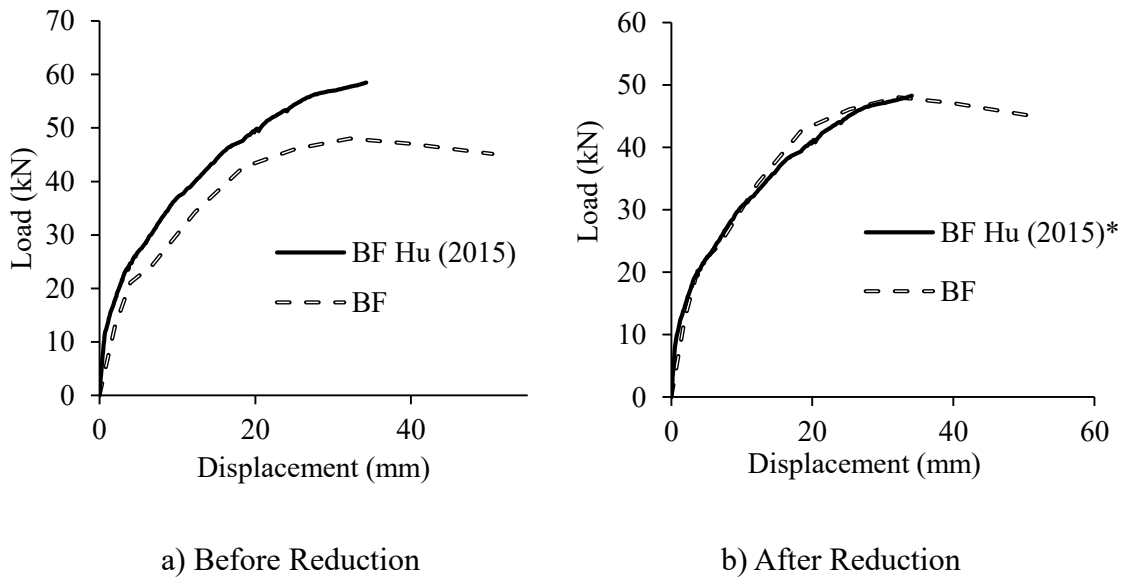 70
60
50
40
30
20
10
0
Load (kN)
0
20
40
Displacement (mm)
BF Hu (2015)
BF
a) Before Reduction
60
50
40
30
20
10
0
Load (kN)
0
20
40
60
Displacement (mm)
BF Hu (2015)*
BF
b) After Reduction